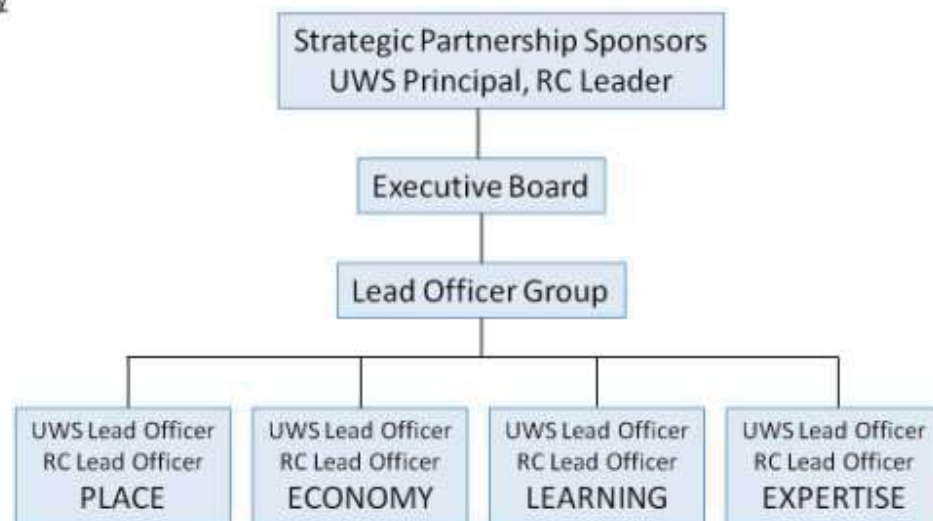 Strategic Partnership Sponsors
UWS Principal, RC Leader
Executive Board
Lead Officer Group
UWS Lead Officer
RC Lead Officer
PLACE
UWS Lead Officer
RC Lead Officer
ECONOMY
UWS Lead Officer
RC Lead Officer
LEARNING
UWS Lead Officer
RC Lead Officer
EXPERTISE